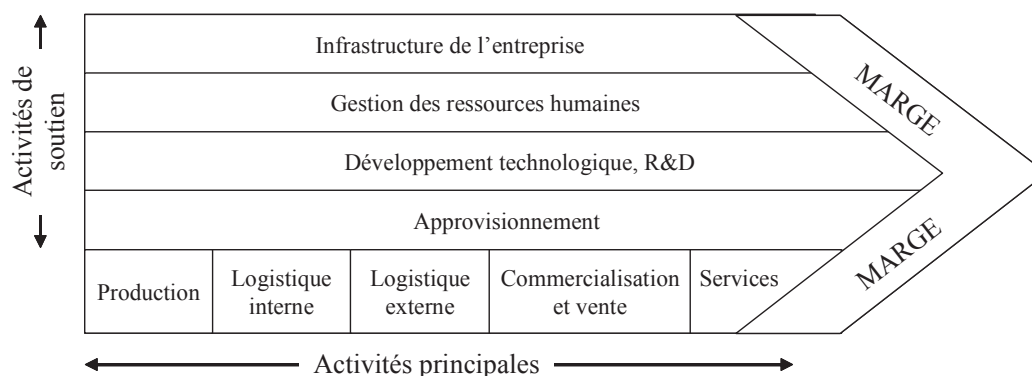 Activités de
soutien
Infrastructure de l’entreprise
Gestion des ressources humaines
Développement technologique, R&D
Approvisionnement
Production
Logistique
interne
Logistique
externe
Commercialisation
et vente
Services
MARGE
MARGE
Activités principales